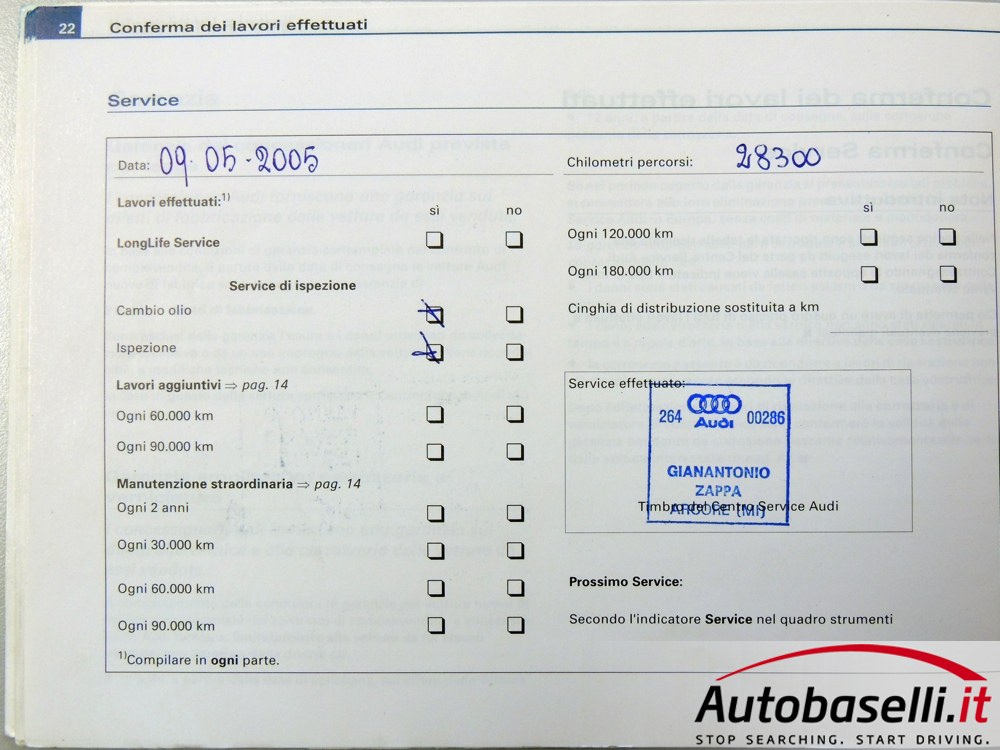 22 Conferma dei lavori effettuati
Service
Data: 09.05-2005
Lavori effettuati:1)
sì no
LongLife Service
Service di ispezione
Cambio olio
Ispezione
Lavori aggiuntivi ⇒ pag. 14
Ogni 60.000 km
Ogni 90.000 km
Manutenzione straordinaria ⇒ pag. 14
Ogni 2 anni
Ogni 30.000 km
Ogni 60.000 km
Ogni 90.000 km
1)Compilare in ogni parte.
Chilometri percorsi: 28300
sì no
Ogni 120.000 km
Ogni 180.000 km
Cinghia di distribuzione sostituita a km
Service effettuato:
264 00286
Audi
GIANANTONIO
ZAPPA
ARCORE (MI)
Timbro del Centro Service Audi
Prossimo Service:
Secondo l'indicatore Service nel quadro strumenti
Autobaselli.it
STOP SEARCHING. START DRIVING.